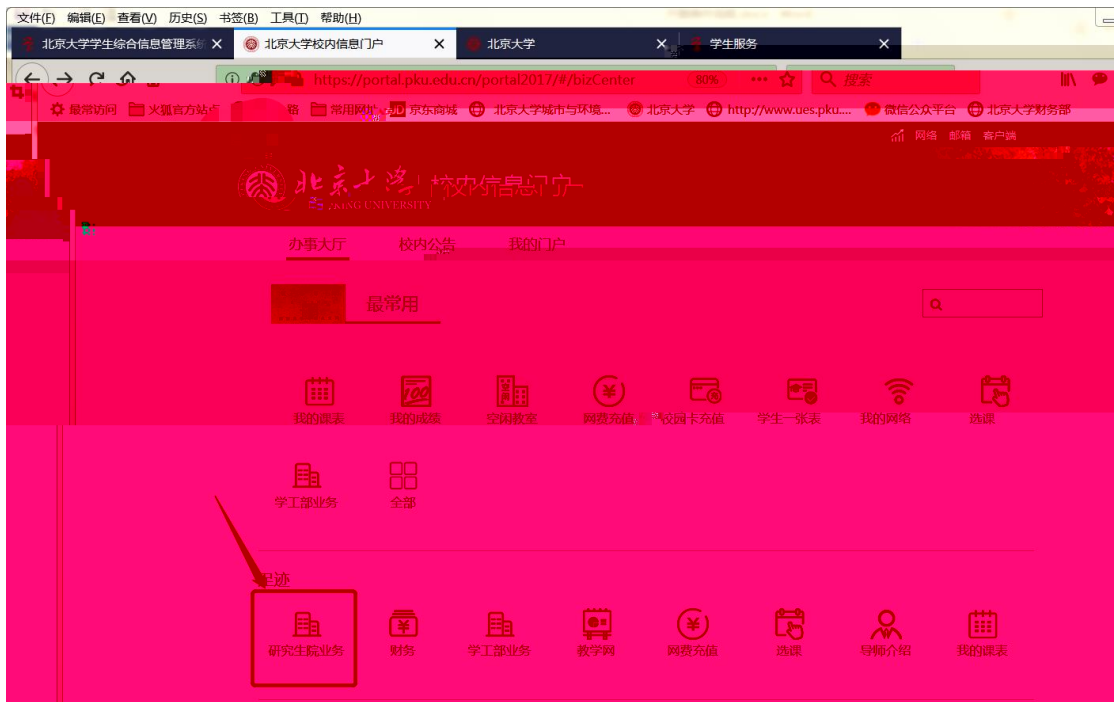 文件(F) 编辑(E) 查看(V) 历史(S) 书签(B) 工具(T) 帮助(H)
北京大学学生综合信息管理系统 北京大学校内信息门户 北京大学 学生服务
https://portal.pku.edu.cn/portal2017/#/bizCenter 80% 搜索
最常访问 火狐官方站点 常用网址 JD 京东商城 北京大学城市与环境... 北京大学 http://www.ues.pku.... 微信公众平台 北京大学财务部
网络 邮箱 客户端
北京大学 校内信息门户
UNIVERSITY
办事大厅 校内公告 我的门户
最常用
我的课表 我的成绩 空闲教室 网费充值 校园卡充值 学生一张表 我的网络 选课
学工部业务 全部
足迹
研究生院业务 财务 学工部业务 教学网 网费充值 选课 导师介绍 我的课表